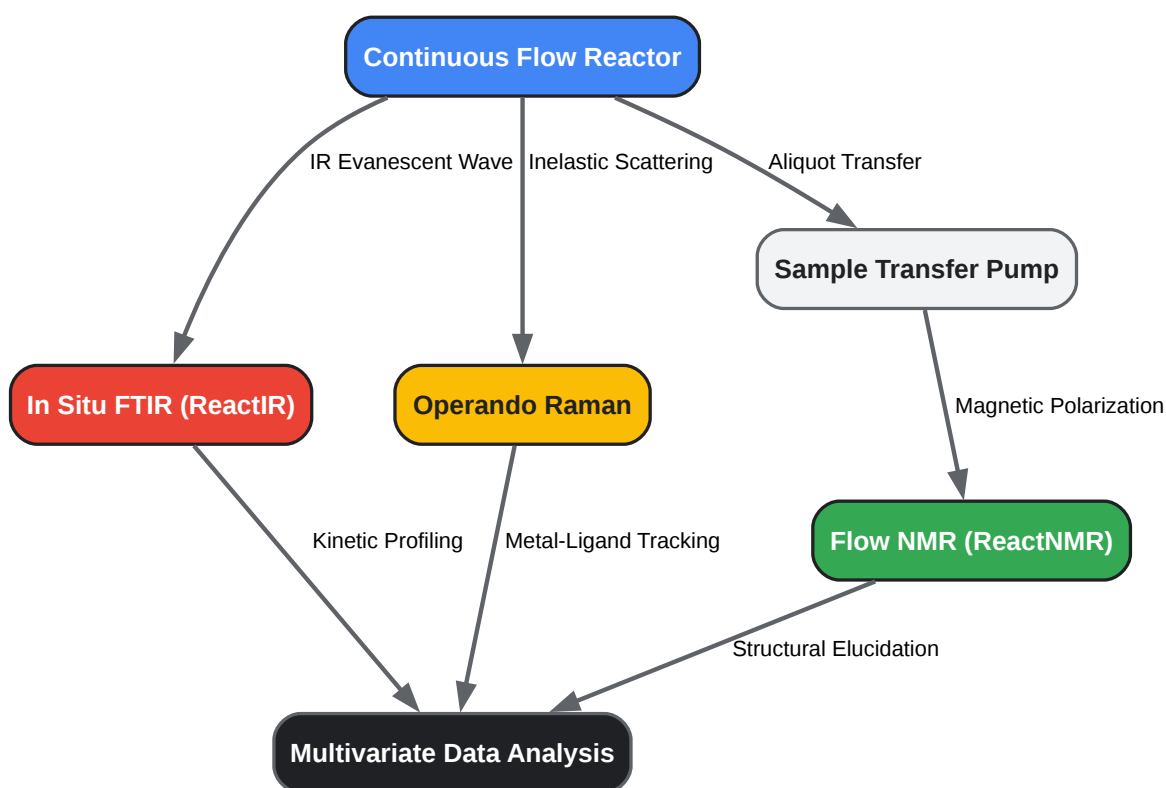 Continuous Flow Reactor
IR Evanescent Wave
Inelastic Scattering
Aliquot Transfer
Sample Transfer Pump
In Situ FTIR (ReactIR)
Operando Raman
Magnetic Polarization
Kinetic Profiling
Metal-Ligand Tracking
Flow NMR (ReactNMR)
Structural Elucidation
Multivariate Data Analysis